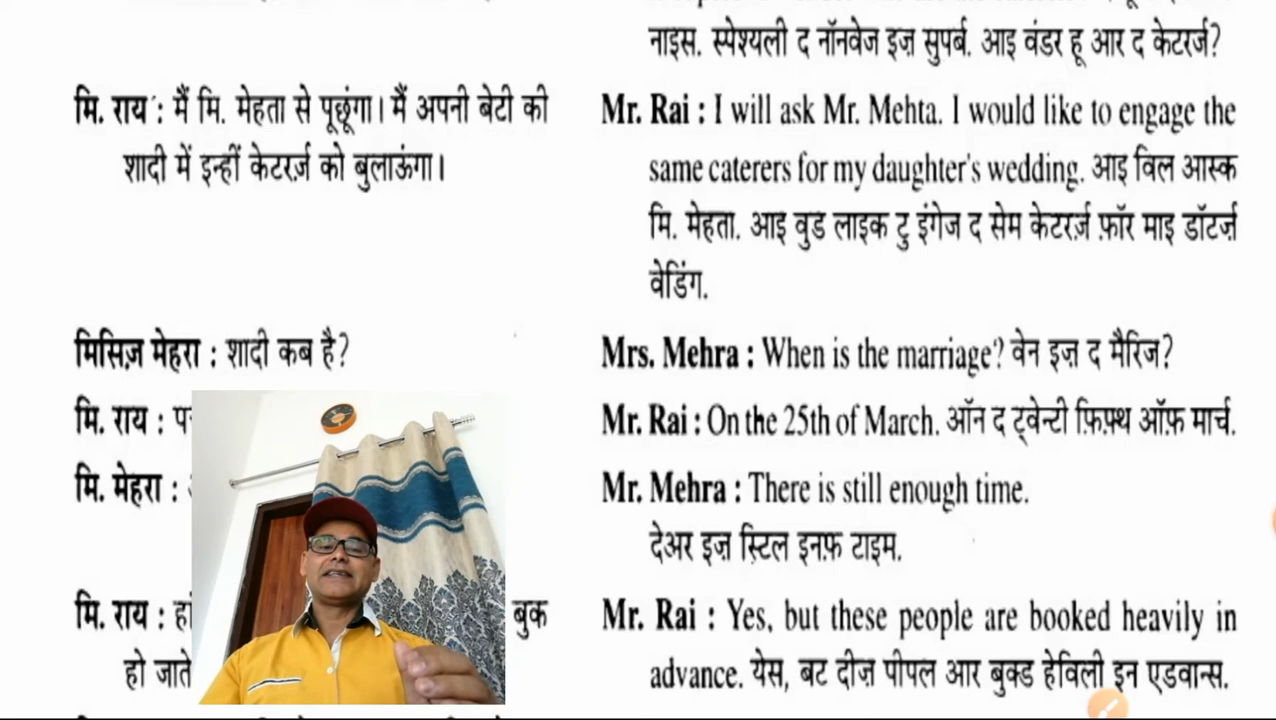 नाइस. स्पेश्यली द नॉनवेज इज़ सुपर्ब. आइ वंडर हू आर द केटरर्ज?
मि. राय : मैं मि. मेहता से पूछूंगा। मैं अपनी बेटी की
शादी में इन्हीं केटरर्ज़ को बुलाऊंगा।
Mr. Rai : I will ask Mr. Mehta. I would like to engage the
same caterers for my daughter's wedding. आइ विल आस्क
मि. मेहता. आइ वुड लाइक टु इंगेज द सेम केटरर्ज़ फ़ॉर माइ डॉटर्ज़
वेडिंग.
मिसिज़ मेहरा : शादी कब है?
Mrs. Mehra : When is the marriage? वेन इज़ द मैरिज?
मि. राय :
Mr. Rai : On the 25th of March. ऑन द ट्वेन्टी फ़िफ़्थ ऑफ़ मार्च.
मि. मेहरा :
Mr. Mehra : There is still enough time.
देअर इज़ स्टिल इनफ़ टाइम.
मि. राय : हां बुक
हो जाते
Mr. Rai : Yes, but these people are booked heavily in
advance. येस, बट दीज़ पीपल आर बुक्ड हेविली इन एडवान्स.